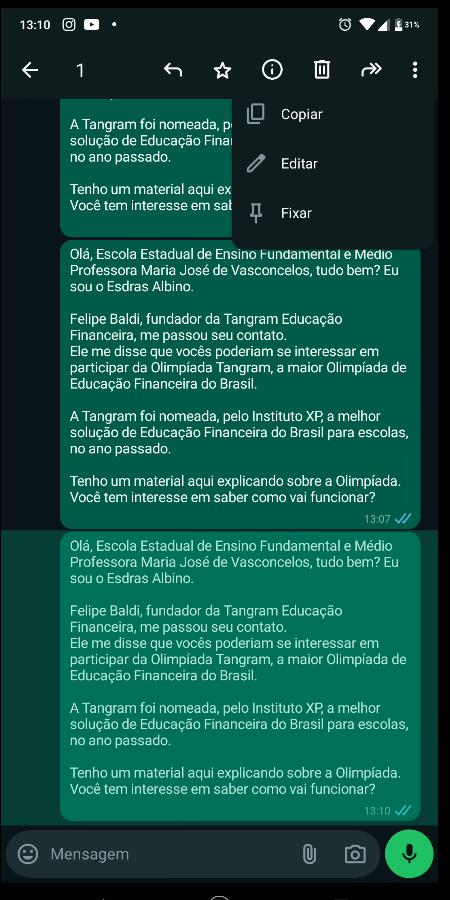 13:10
31%
1
Copiar
Editar
Fixar
A Tangram foi nomeada, pe
solução de Educação Finan
no ano passado.
Tenho um material aqui ex
Você tem interesse em sab
Olá, Escola Estadual de Ensino Fundamental e Médio
Professora Maria José de Vasconcelos, tudo bem? Eu
sou o Esdras Albino.
Felipe Baldi, fundador da Tangram Educação
Financeira, me passou seu contato.
Ele me disse que vocês poderiam se interessar em
participar da Olimpíada Tangram, a maior Olimpíada de
Educação Financeira do Brasil.
A Tangram foi nomeada, pelo Instituto XP, a melhor
solução de Educação Financeira do Brasil para escolas,
no ano passado.
Tenho um material aqui explicando sobre a Olimpíada.
Você tem interesse em saber como vai funcionar?
13:07
Olá, Escola Estadual de Ensino Fundamental e Médio
Professora Maria José de Vasconcelos, tudo bem? Eu
sou o Esdras Albino.
Felipe Baldi, fundador da Tangram Educação
Financeira, me passou seu contato.
Ele me disse que vocês poderiam se interessar em
participar da Olimpíada Tangram, a maior Olimpíada de
Educação Financeira do Brasil.
A Tangram foi nomeada, pelo Instituto XP, a melhor
solução de Educação Financeira do Brasil para escolas,
no ano passado.
Tenho um material aqui explicando sobre a Olimpíada.
Você tem interesse em saber como vai funcionar?
13:10
Mensagem